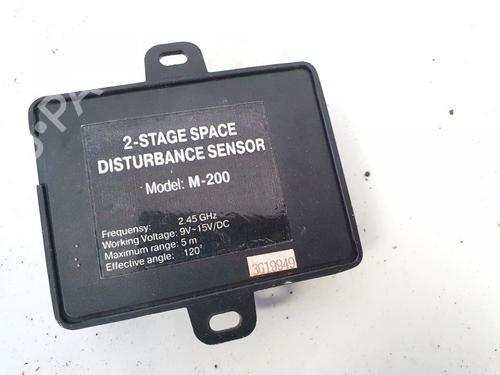 2-STAGE SPACE
DISTURBANCE SENSOR
Model: M-200
Frequensy: 2.45 GHz
Working Voltage: 9V~15V/DC
Maximum range: 5 m
Effective angle: 120°
3G19949